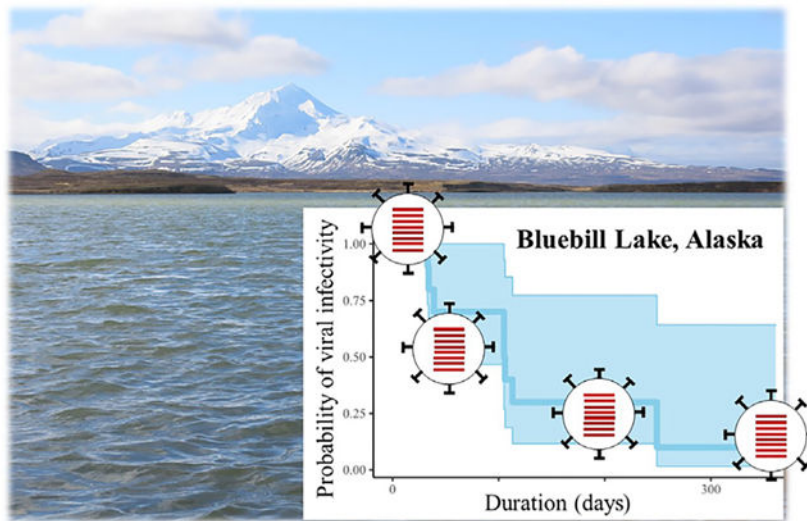 Bluebill Lake, Alaska
Probability of viral infectivity
1.00
0.75
0.50
0.25
0.00
0
300
Duration (days)